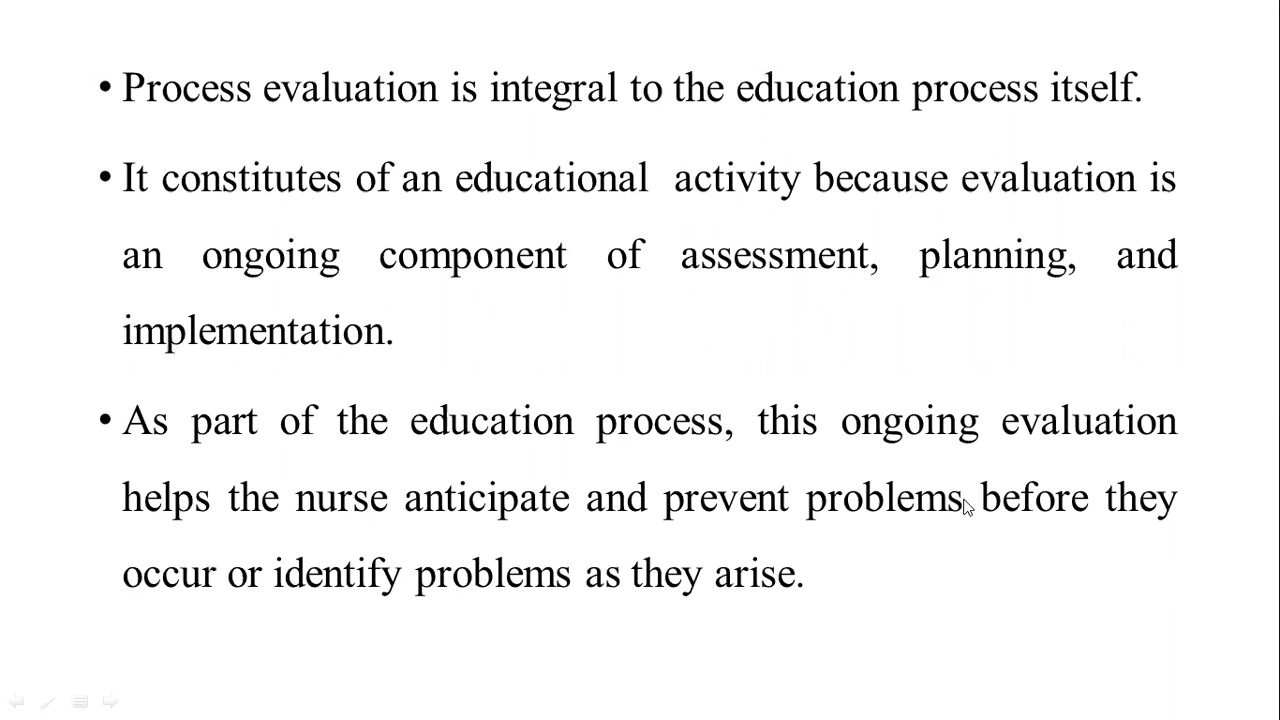 • Process evaluation is integral to the education process itself.
• It constitutes of an educational  activity because evaluation is
an ongoing component of assessment, planning, and
implementation.
• As part of the education process, this ongoing evaluation
helps the nurse anticipate and prevent problems before they
occur or identify problems as they arise.